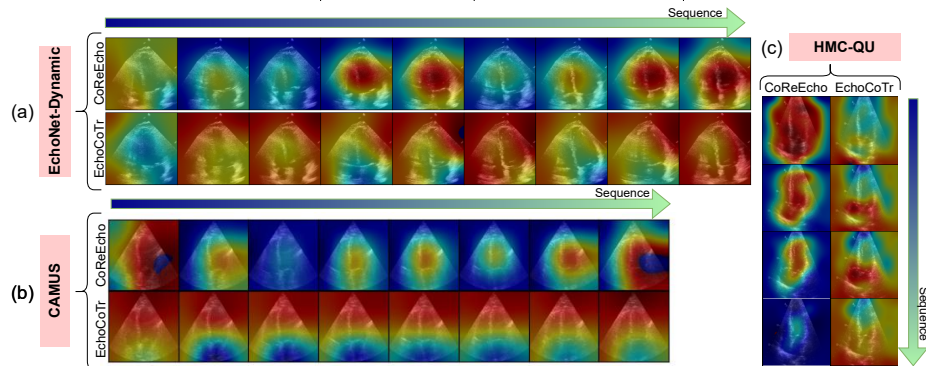 Sequence
(a)
EchoNet-Dynamic
CoReEcho
EchoCoTr
Sequence
(b)
CAMUS
CoReEcho
EchoCoTr
(c)
HMC-QU
CoReEcho EchoCoTr
Sequence